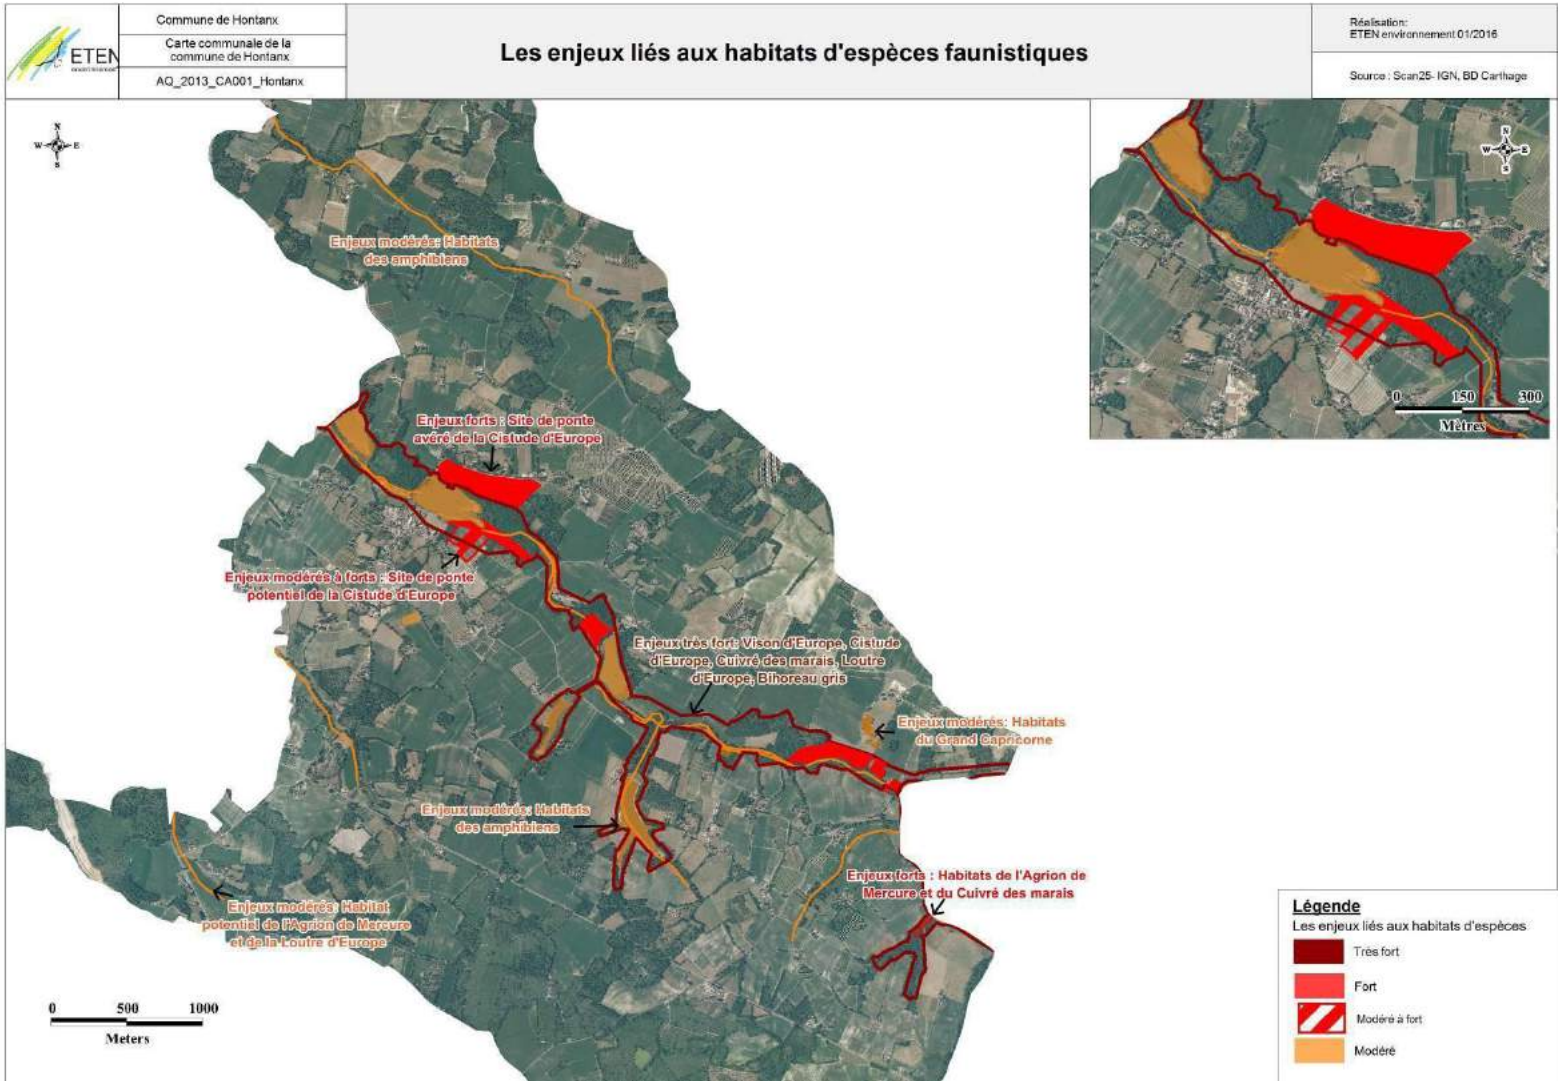 ETEN
Commune de Hontanx
Carte communale de la
commune de Hontanx
AQ_2013_CA001_Hontanx
Les enjeux liés aux habitats d'espèces faunistiques
Réalisation:
ETEN environnement 01/2016
Source : Scan25- IGN, BD Carthage
N
W E
S
N
W E
S
Enjeux modérés: Habitats
des amphibiens
0 150 300
Mètres
Enjeux forts : Site de ponte
avéré de la Cistude d'Europe
Enjeux modérés à forts : Site de ponte
potentiel de la Cistude d'Europe
Enjeux très fort: Vison d'Europe, Cistude
d'Europe, Cuivré des marais, Loutre
d'Europe, Bihoreau gris
Enjeux modérés: Habitats
du Grand Capricorne
Enjeux modérés: Habitats
des amphibiens
Enjeux forts : Habitats de l'Agrion de
Mercure et du Cuivré des marais
Enjeux modérés: Habitat
potentiel de l'Agrion de Mercure
et de la Loutre d'Europe
0 500 1000
Meters
Légende
Les enjeux liés aux habitats d'espèces
Très fort
Fort
Modéré à fort
Modéré